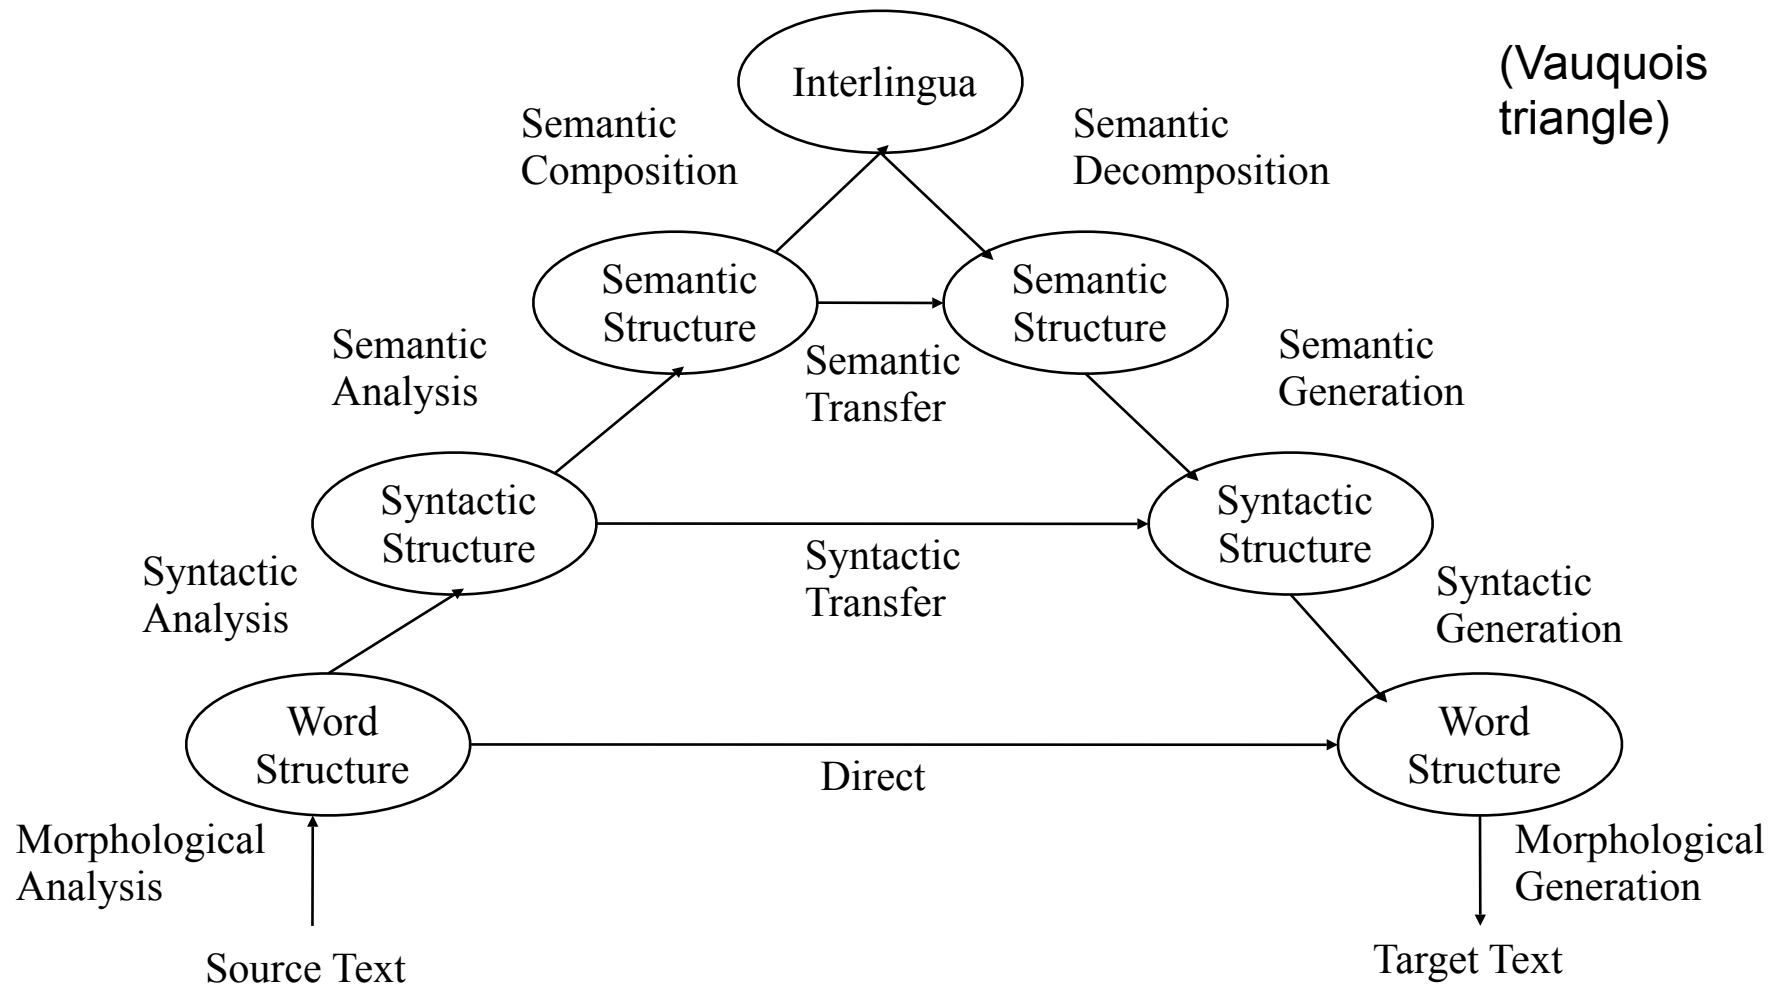 Interlingua
(Vauquois
triangle)
Semantic
Composition
Semantic
Decomposition
Semantic
Structure
Semantic
Structure
Semantic
Analysis
Semantic
Transfer
Semantic
Generation
Syntactic
Structure
Syntactic
Structure
Syntactic
Analysis
Syntactic
Transfer
Syntactic
Generation
Word
Structure
Word
Structure
Direct
Morphological
Analysis
Morphological
Generation
Source Text
Target Text